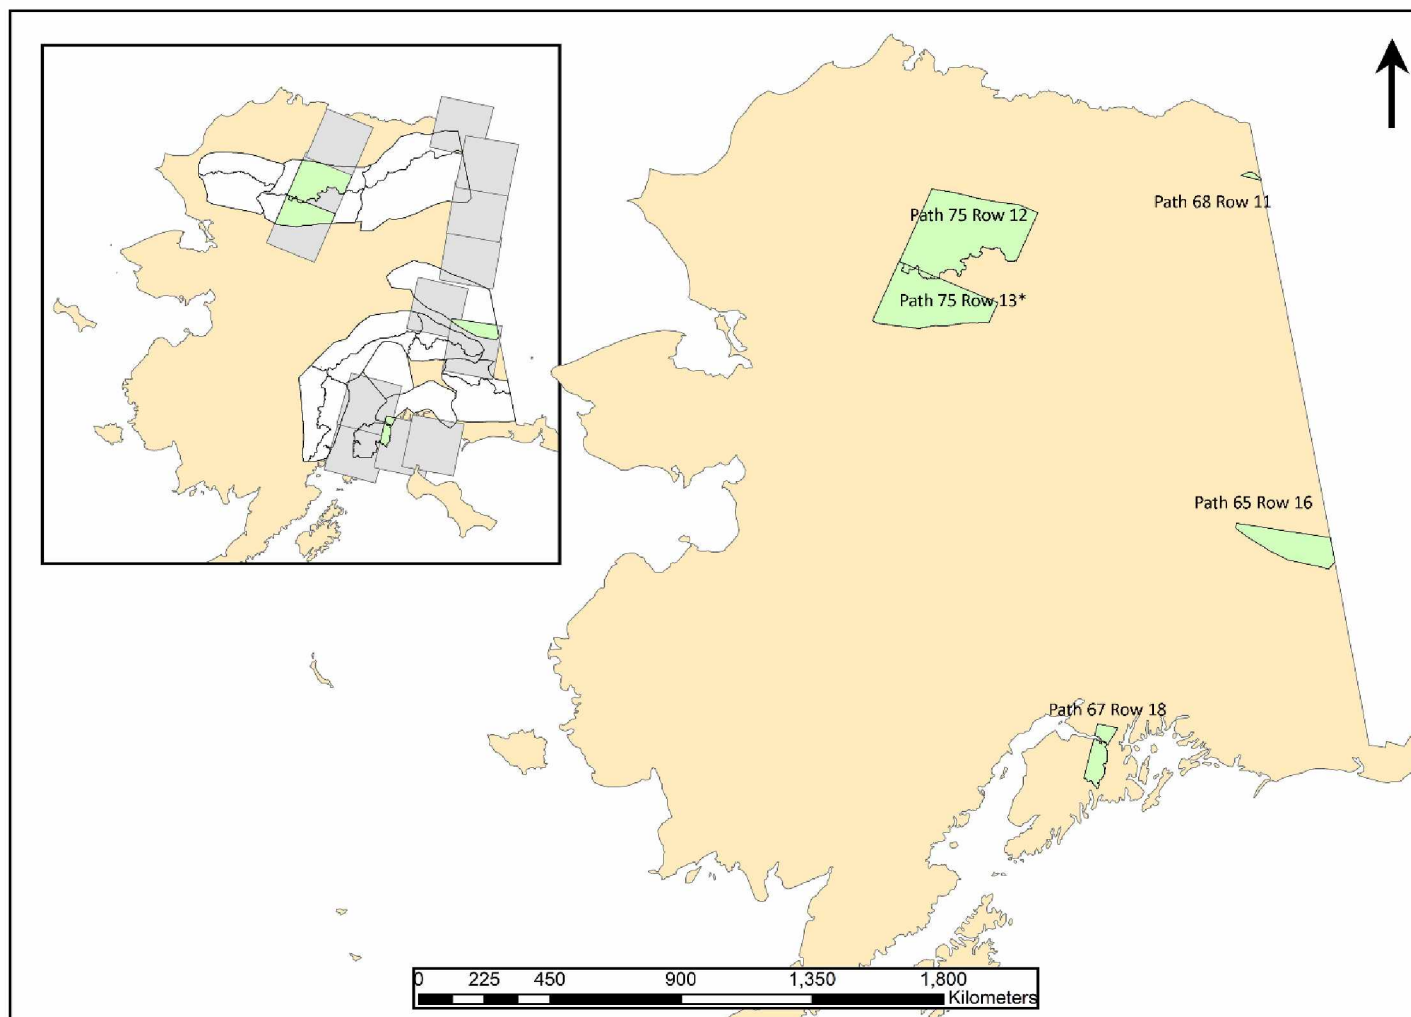 Path 68 Row 11
Path 75 Row 12
Path 75 Row 13*
Path 65 Row 16
Path 67 Row 18
0 225 450 900 1,350 1,800
Kilometers